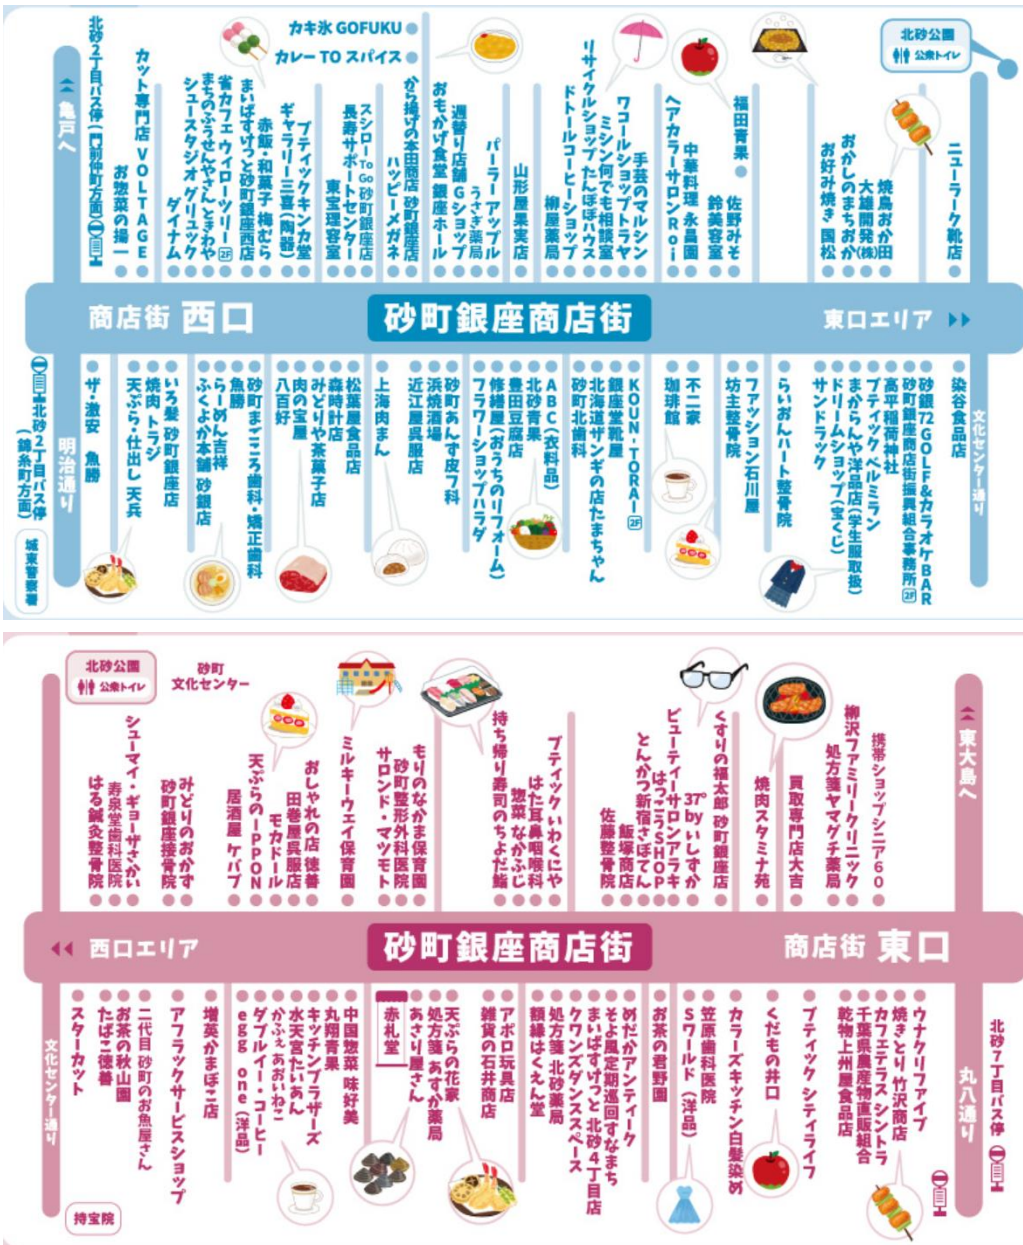 カキ氷 GOFUKU
カレー TO スパイス
北砂公園
公衆トイレ
亀戸へ
北砂2丁目バス停(門前仲町方面)
カット専門店 VOLTAGE
お惣菜の揚一
ダイナム
シュースタジオ グリュック
まちのふうせんやさん ときわや
省カフェ ウイローツリー 2F
まいばすけっと砂町銀座西店
赤飯・和菓子 梅むら
ギャラリー三喜(陶器)
ブティックキンカ堂
東宝理容室
長寿サポートセンター
スシロー To Go 砂町銀座店
ハッピーメガネ
から揚げの本田商店 砂町銀座店
おもかげ食堂 銀座ホール
週替り店舗Gショップ
うさぎ薬局
パーラーアップル
山形屋果実店
柳屋薬局
ドトールコーヒーショップ
リサイクルショップ たんぽぽハウス
ミシン何でも相談室
ワコールショップトラヤ
手芸のマルシン
ヘアカラーサロンRoi
中華料理 永昌園
鈴美容室
佐野みそ
福田青果
お好み焼き 国松
おかしのまちおか
大雄開発㈱
焼鳥おか田
ニューラーク靴店
商店街 西口
砂町銀座商店街
東口エリア
北砂2丁目バス停(錦糸町方面)
城東警察署
明治通り
ザ・激安 魚勝
天ぷら・仕出し 天兵
焼肉 トラジ
いろ髪 砂町銀座店
ふくよか本舗 砂銀店
らーめん吉祥
魚勝
砂町まごころ歯科・矯正歯科
八百好
肉の宝屋
みどりや茶菓子店
森時計店
松葉屋食品店
上海肉まん
近江屋呉服店
浜焼酒場
砂町あんず皮フ科
フラワーショップハラダ
修繕屋(おうちのリフォーム)
豊田豆腐店
北砂青果
ABC(衣料品)
砂町北歯科
北海道ザンギの店たまちゃん
銀座堂靴屋
KOUN-TORAI 2F
珈琲館
不二家
坊主整骨院
ファッション石川屋
らいおんハート整骨院
サンドラック
ドリームショップ(宝くじ)
まからんや洋品店(学生服取扱)
ブティック ベルミラン
高平稲荷神社
砂町銀座商店街振興組合事務所 2F
砂銀72GOLF&カラオケBAR
染谷食品店
文化センター通り
北砂公園
公衆トイレ
砂町
文化センター
はる鍼灸整骨院
寿泉堂歯科医院
シューマイ・ギョーザさかい
砂町銀座接骨院
みどりのおかず
居酒屋 ケバブ
天ぷらのIPPON
モカドール
田巻屋呉服店
おしゃれの店 徳善
ミルキーウェイ保育園
サロンド・マツモト
砂町整形外科医院
もりのなかま保育園
持ち帰り寿司のちよだ鮨
惣菜 なかふじ
はた耳鼻咽喉科
ブティック いわくにや
佐藤整骨院
飯塚商店
とんかつ新宿さぼてん
はつこうSHOP
ビューティーサロンアラキ
37°byいしずか
くすりの福太郎 砂町銀座店
焼肉スタミナ苑
買取専門店大吉
処方箋ヤマグチ薬局
柳沢ファミリークリニック
携帯ショップシニア60
東大島へ
西口エリア
砂町銀座商店街
商店街 東口
文化センター通り
持宝院
スターカット
たばこ徳善
お茶の秋山園
二代目 砂町のお魚屋さん
アフラックサービスショップ
増英かまぼこ店
egg one(洋品)
ダブルイー・コーヒー
かふぇあおいねこ
水天宮たいあん
キッチンブラザーズ
丸翔青果
中国惣菜 味好美
赤札堂
あさり屋さん
処方箋 あすか薬局
天ぷらの花家
雑貨の石井商店
アポロ玩具店
額縁はくえん堂
処方箋 北砂薬局
クワンズダンススペース
まいばすけっと 北砂4丁目店
そよ風定期巡回すなまち
めだかアンティーク
お茶の君野園
Sワールド(洋品)
笠原歯科医院
カラーズキッチン白髪染め
くだもの井口
ブティック シティライフ
乾物上州屋食品店
千葉県農産物直販組合
カフェテラス シントラ
焼きとり 竹沢商店
ウナクリファイブ
丸八通り
北砂7丁目バス停